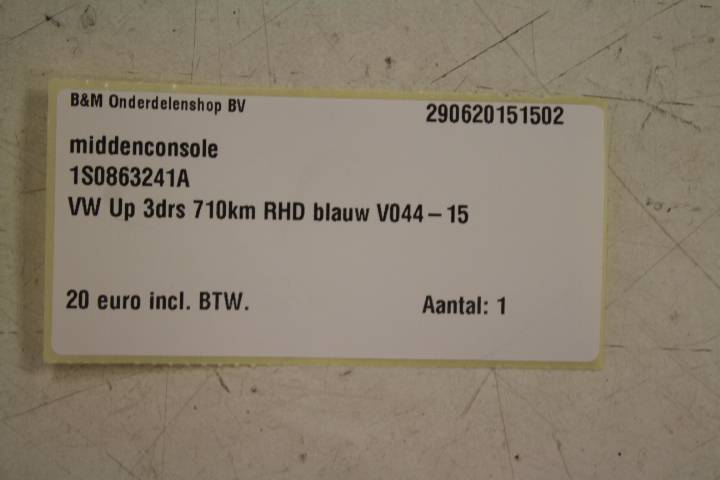 B&M Onderdelenshop BV
290620151502
middenconsole
1S0863241A
VW Up 3drs 710km RHD blauw V044-15
20 euro incl. BTW.
Aantal: 1